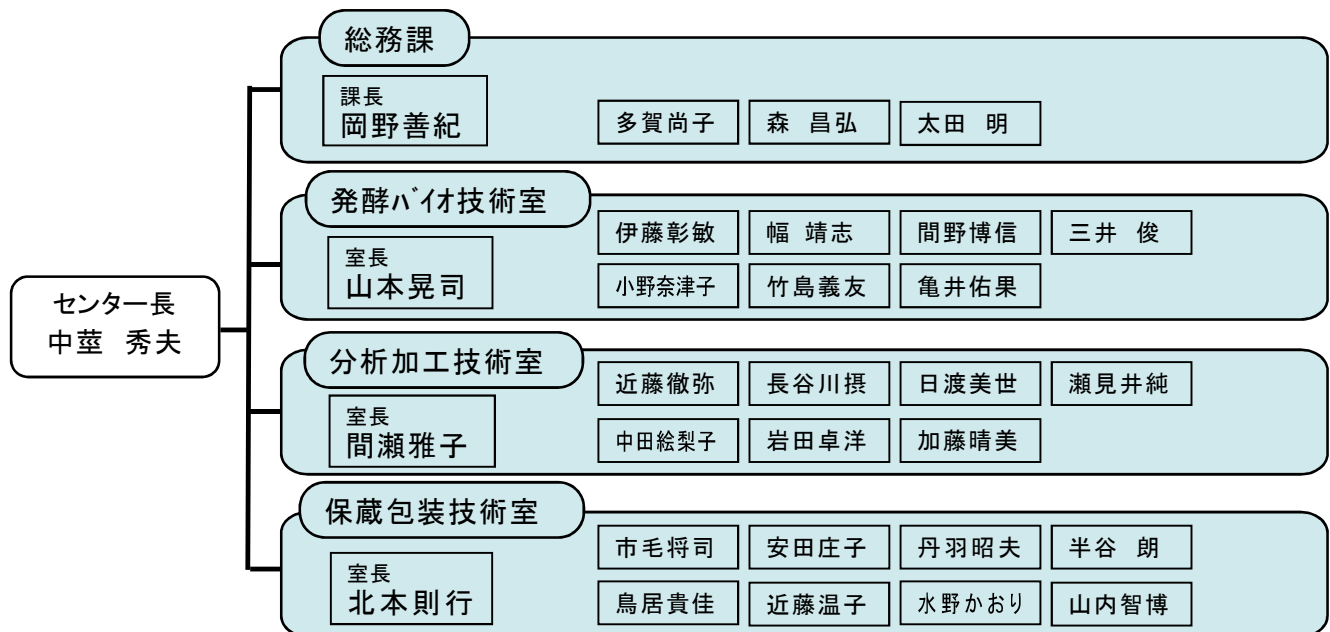 総務課
課長
岡野善紀
多賀尚子 森 昌弘 太田 明
発酵バイオ技術室
室長
山本晃司
伊藤彰敏 幅 靖志 間野博信 三井 俊
小野奈津子 竹島義友 亀井佑果
センター長
中莖 秀夫
分析加工技術室
室長
間瀬雅子
近藤徹弥 長谷川摂 日渡美世 瀬見井純
中田絵梨子 岩田卓洋 加藤晴美
保蔵包装技術室
室長
北本則行
市毛将司 安田庄子 丹羽昭夫 半谷 朗
鳥居貴佳 近藤温子 水野かおり 山内智博